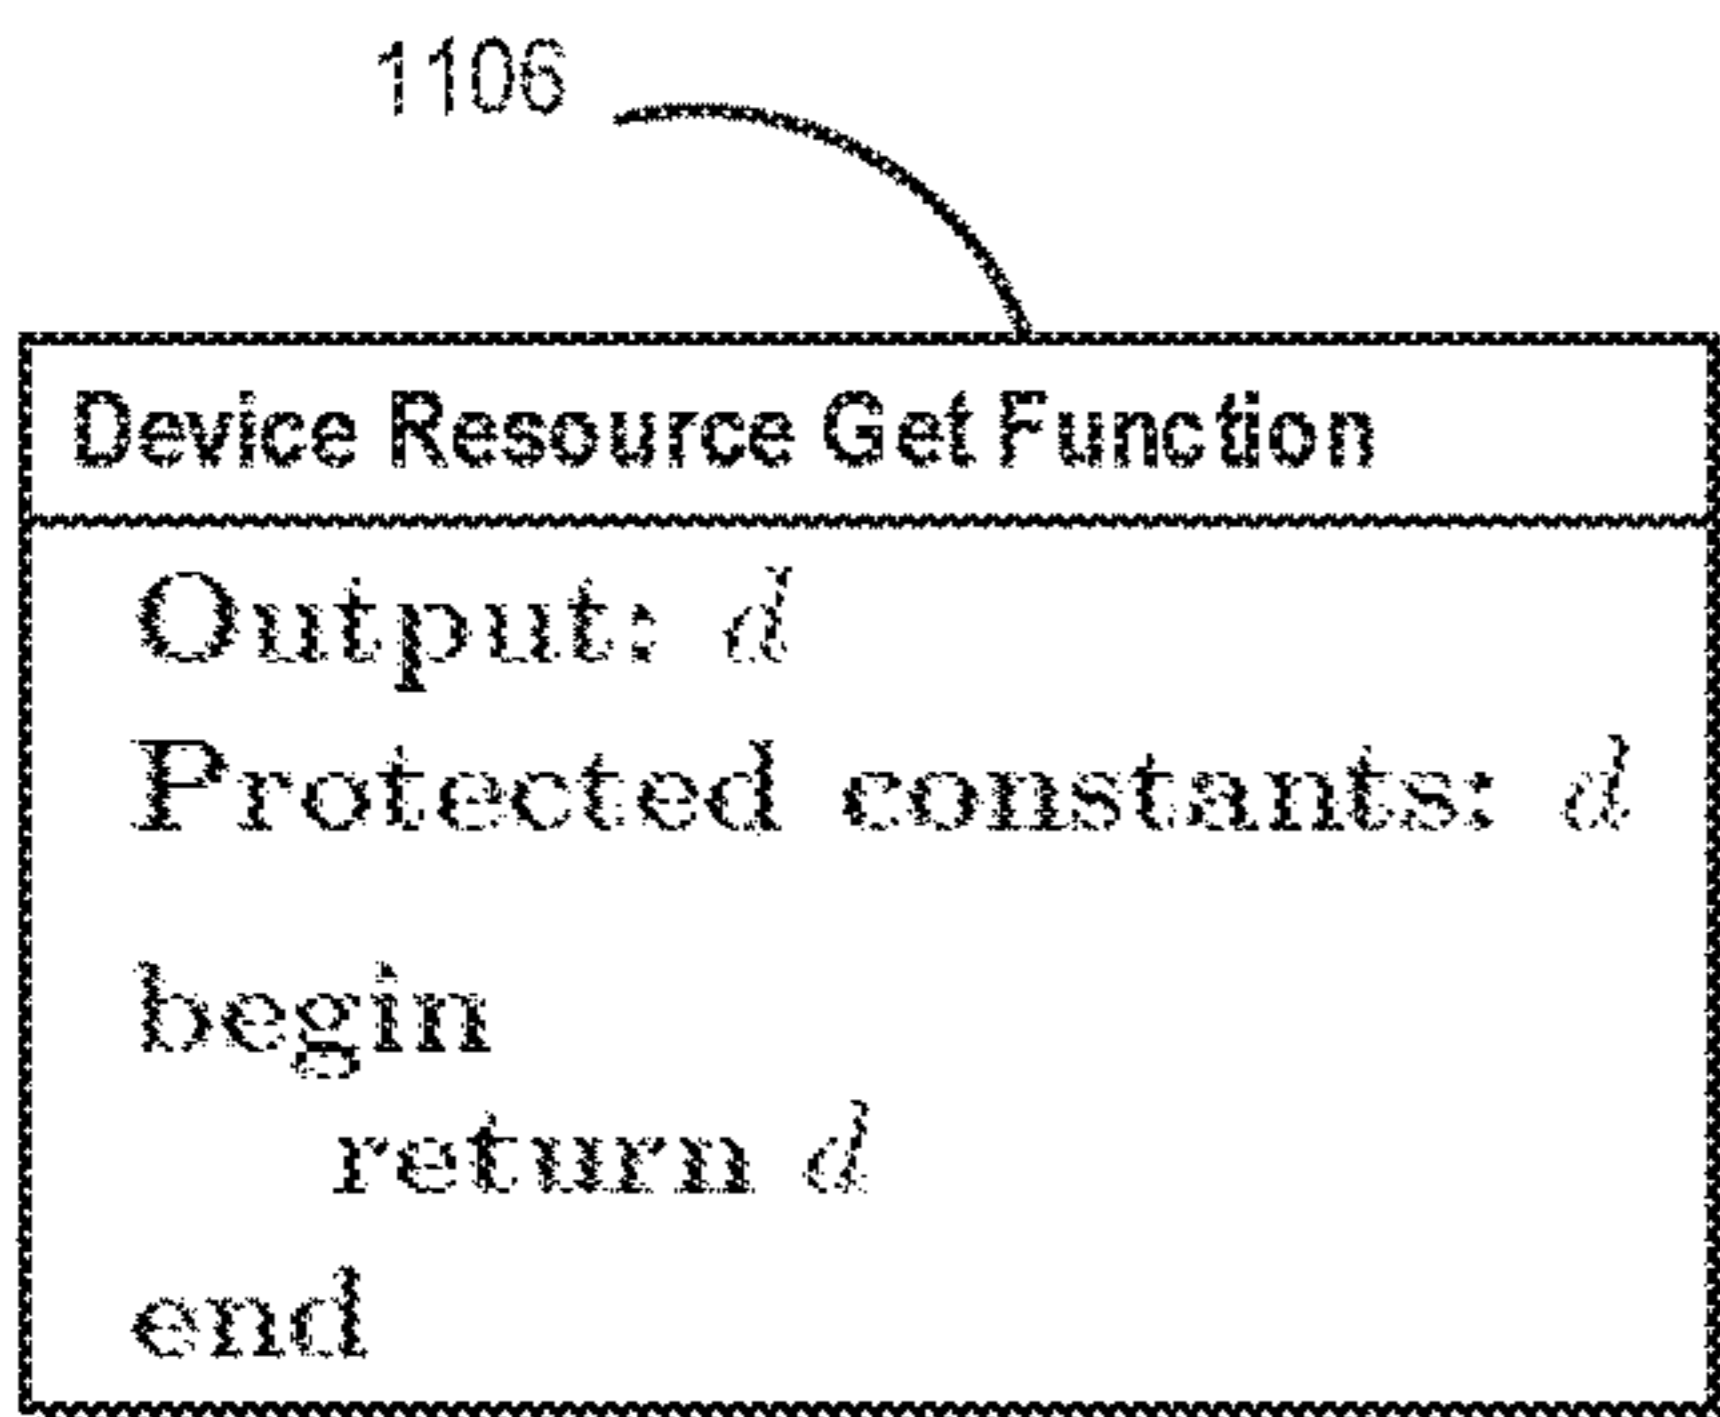 1106
Device Resource Get Function
Output: d
Protected constants: d
begin
return d
end